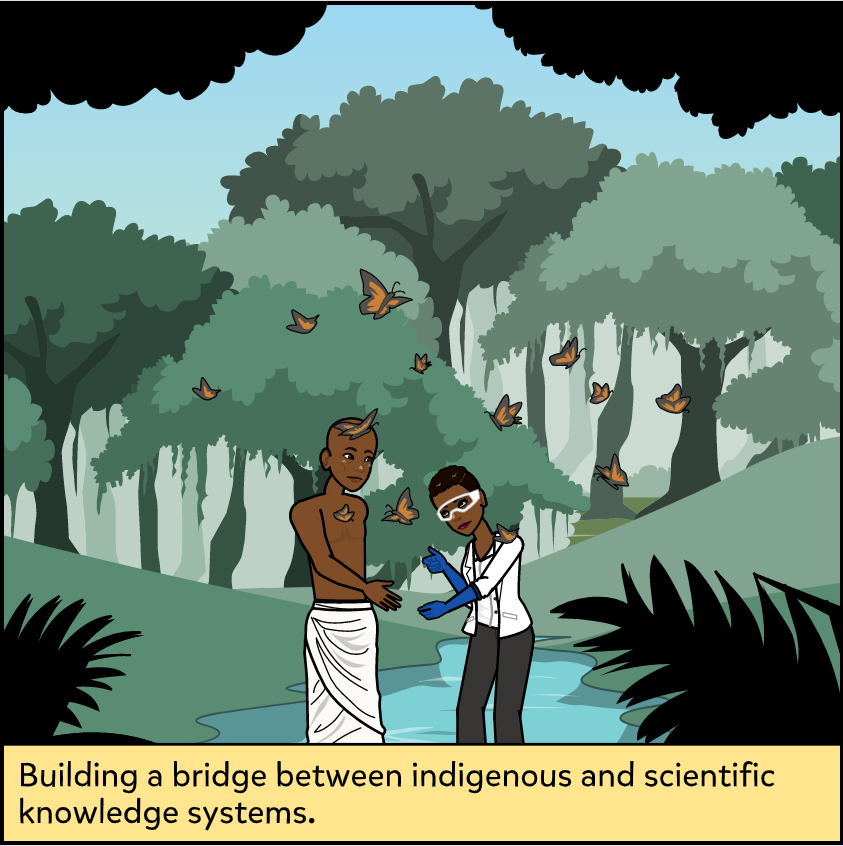 Building a bridge between indigenous and scientific
knowledge systems.